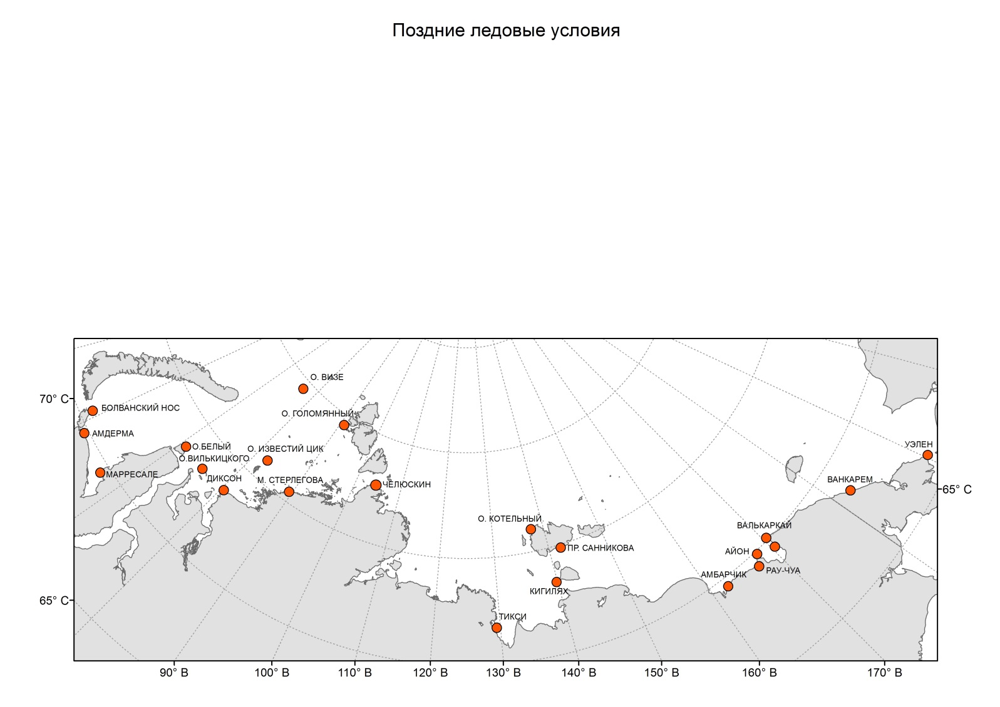 Поздние ледовые условия
О. ВИЗЕ
70° С
БОЛВАНСКИЙ НОС
О. ГОЛОМЯННЫЙ
АМДЕРМА
О.БЕЛЫЙ
О. ИЗВЕСТИЙ ЦИК
УЭЛЕН
О.ВИЛЬКИЦКОГО
МАРРЕСАЛЕ
ДИКСОН
М. СТЕРЛЕГОВА
ЧЕЛЮСКИН
ВАНКАРЕМ
65° С
О. КОТЕЛЬНЫЙ
ВАЛЬКАРКАЙ
ПР. САННИКОВА
АЙОН
РАУ-ЧУА
АМБАРЧИК
КИГИЛЯХ
65° С
ТИКСИ
90° В
100° В
110° В
120° В
130° В
140° В
150° В
160° В
170° В